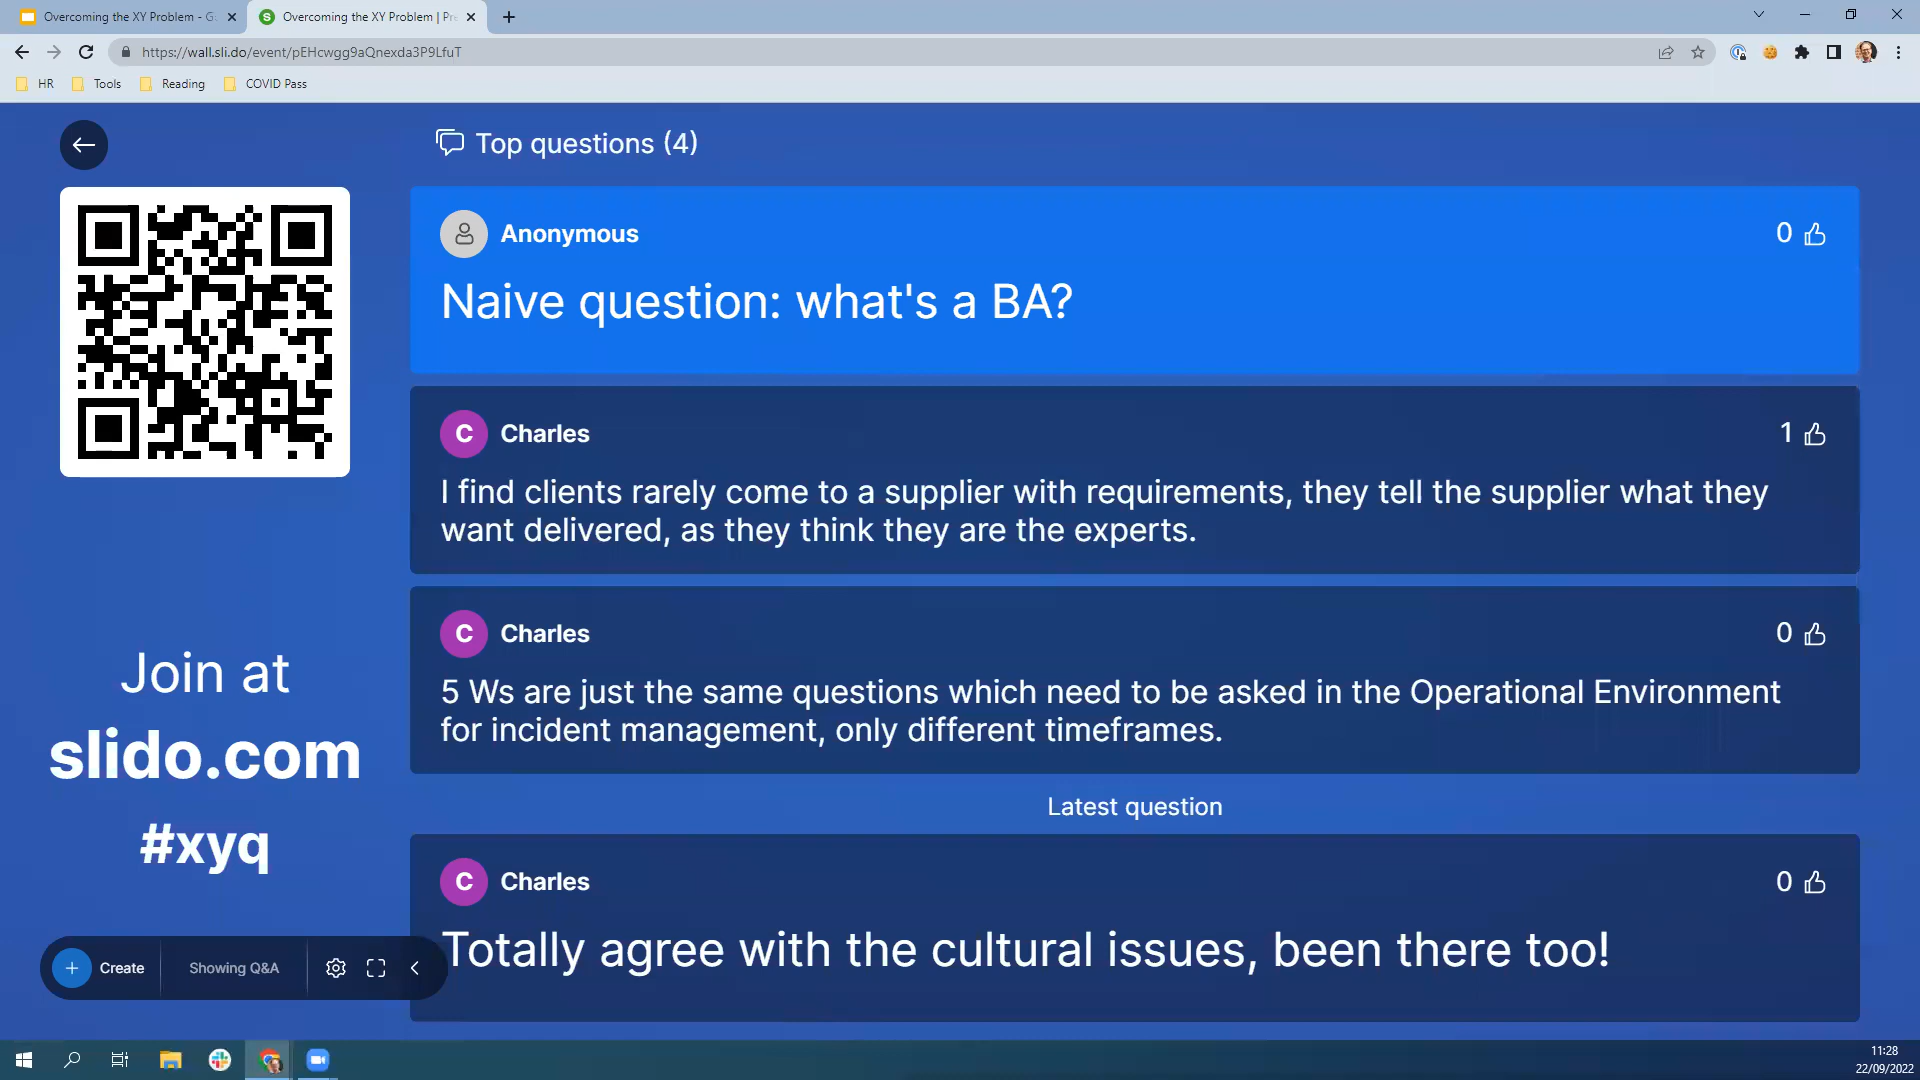 Overcoming the XY Problem - G
Overcoming the XY Problem | Pre
https://wall.sli.do/event/pEHcwgg9aQnexda3P9LfuT
HR
Tools
Reading
COVID Pass
Top questions (4)
Anonymous
0
Naive question: what's a BA?
C
Charles
1
I find clients rarely come to a supplier with requirements, they tell the supplier what they
want delivered, as they think they are the experts.
C
Charles
0
5 Ws are just the same questions which need to be asked in the Operational Environment
for incident management, only different timeframes.
Latest question
C
Charles
0
Totally agree with the cultural issues, been there too!
Join at
slido.com
#xyq
Create
Showing Q&A
11:28
22/09/2022